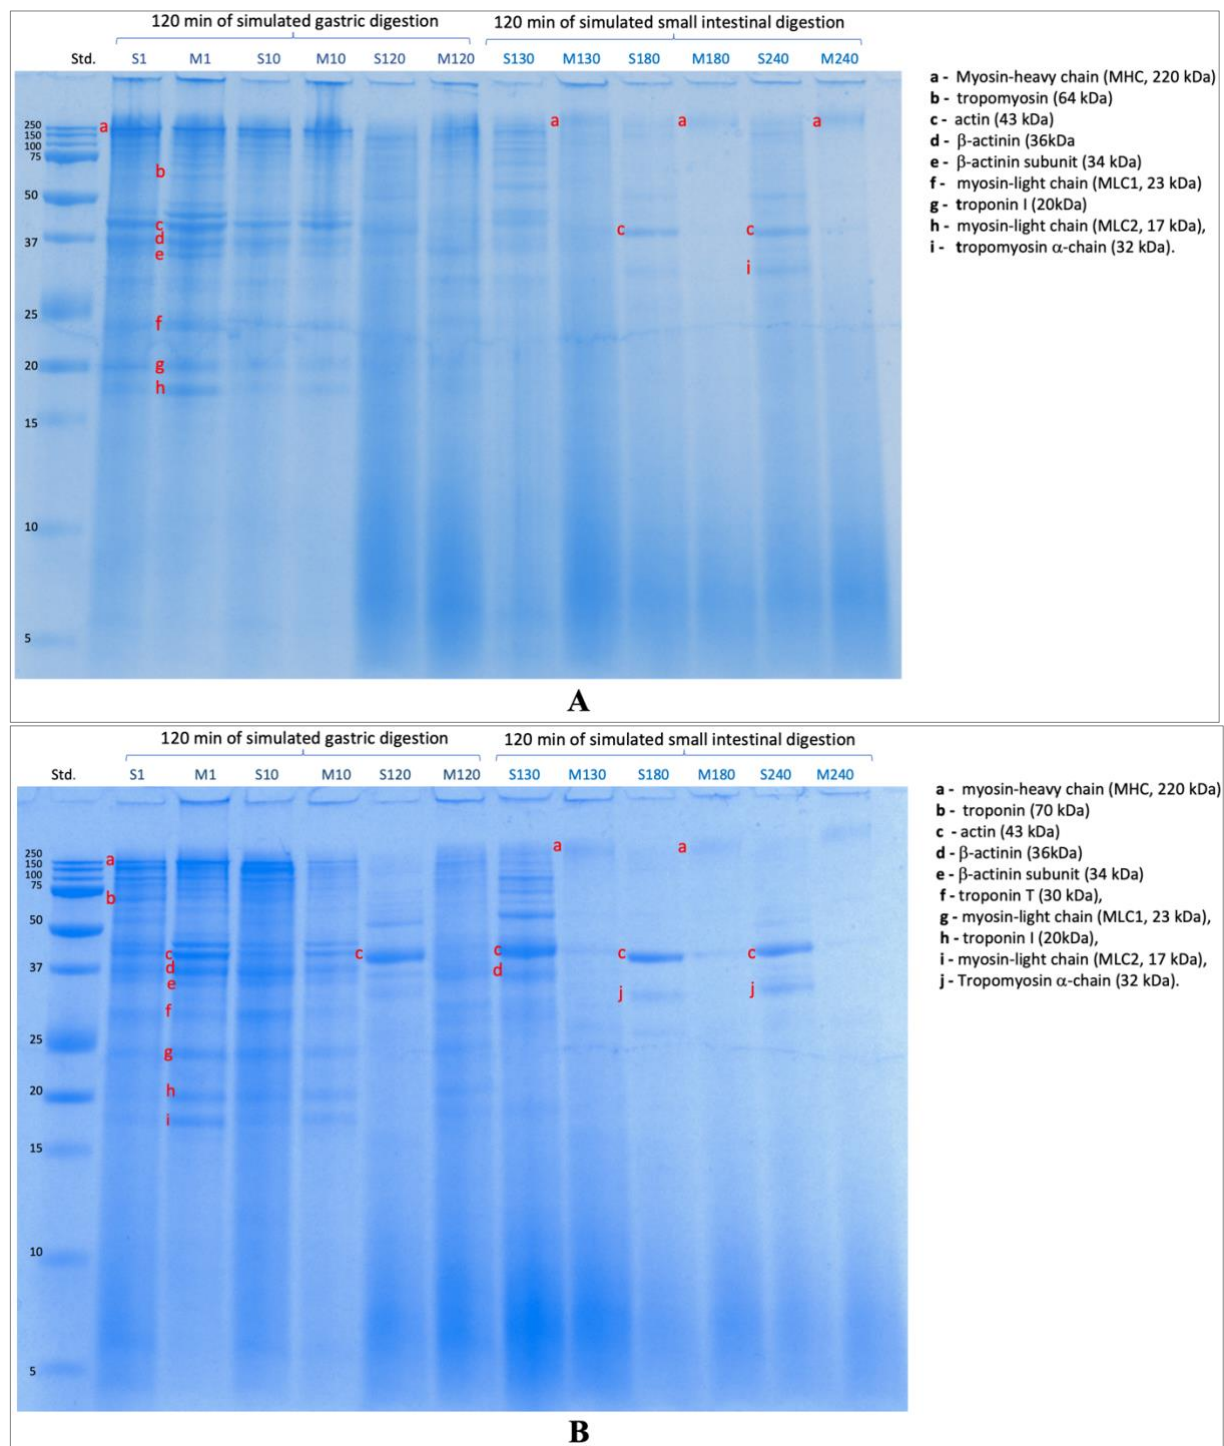 120 min of simulated gastric digestion 120 min of simulated small intestinal digestion
Std. S1 M1 S10 M10 S120 M120 S130 M130 S180 M180 S240 M240
a - Myosin-heavy chain (MHC, 220 kDa)
b - tropomyosin (64 kDa)
c - actin (43 kDa)
d - β-actinin (36kDa
e - β-actinin subunit (34 kDa)
f - myosin-light chain (MLC1, 23 kDa)
g - troponin I (20kDa)
h - myosin-light chain (MLC2, 17 kDa),
i - tropomyosin α-chain (32 kDa).
a a a
250 a
150
100
75
b
50
c c c
37 d
e i
25 f
20 g
h
15
10
5
A
120 min of simulated gastric digestion 120 min of simulated small intestinal digestion
Std. S1 M1 S10 M10 S120 M120 S130 M130 S180 M180 S240 M240
a - myosin-heavy chain (MHC, 220 kDa)
b - troponin (70 kDa)
c - actin (43 kDa)
d - β-actinin (36kDa)
e - β-actinin subunit (34 kDa)
f - troponin T (30 kDa),
g - myosin-light chain (MLC1, 23 kDa),
h - troponin I (20kDa),
i - myosin-light chain (MLC2, 17 kDa),
j - Tropomyosin α-chain (32 kDa).
a a
250 a
150
100
75
b
50
c c c c c
37 d d
e j j
f
25 g
20 h
i
15
10
5
B